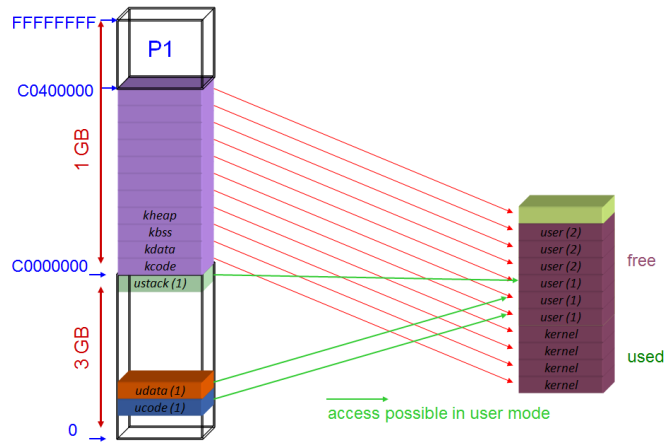 FFFFFFFF
P1
C0400000
1 GB
kheap
kbss
kdata
kcode
C0000000
ustack (1)
3 GB
udata (1)
ucode (1)
0
user (2)
user (2)
user (2)
user (1)
user (1)
user (1)
kernel
kernel
kernel
kernel
free
used
access possible in user mode